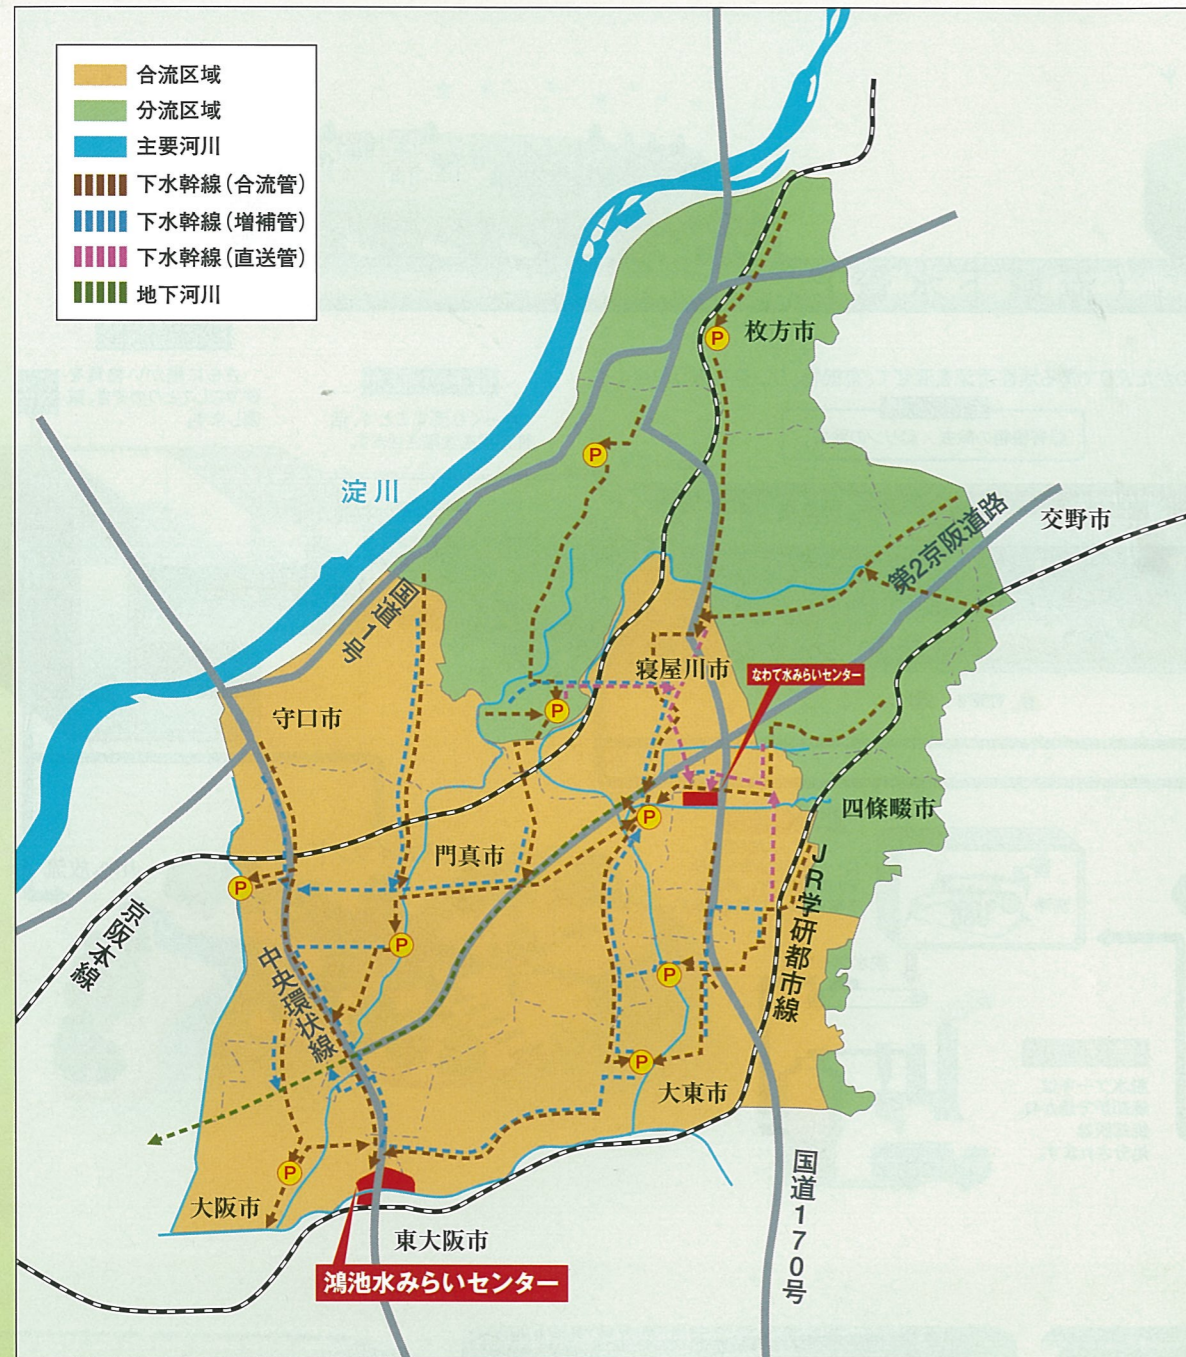 合流区域
分流区域
主要河川
下水幹線(合流管)
下水幹線(増補管)
下水幹線(直送管)
地下河川
P
枚方市
P
淀川
交野市
第2京阪道路
国道1号
寝屋川市
なわて水みらいセンター
守口市
P
四條畷市
P
門真市
JR学研都市線
P
京阪本線
中央環状線
P
P
P
大東市
P
国道170号
大阪市
東大阪市
鴻池水みらいセンター